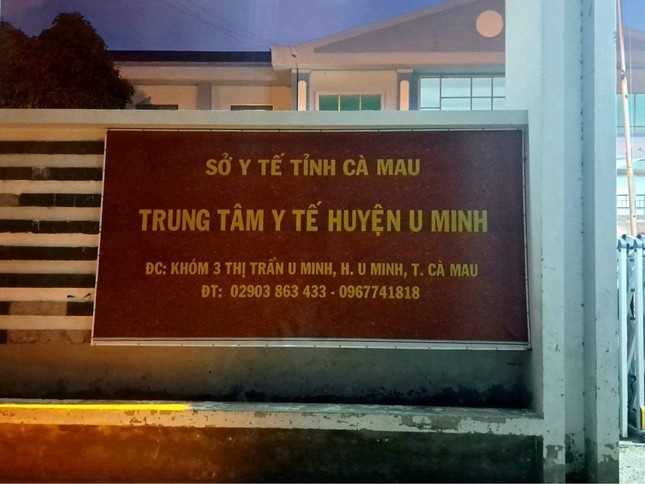 SỞ Y TẾ TỈNH CÀ MAU
TRUNG TÂM Y TẾ HUYỆN U MINH
ĐC: KHÓM 3 THỊ TRẤN U MINH, H. U MINH, T. CÀ MAU
ĐT: 02903 863 433 - 0967741818